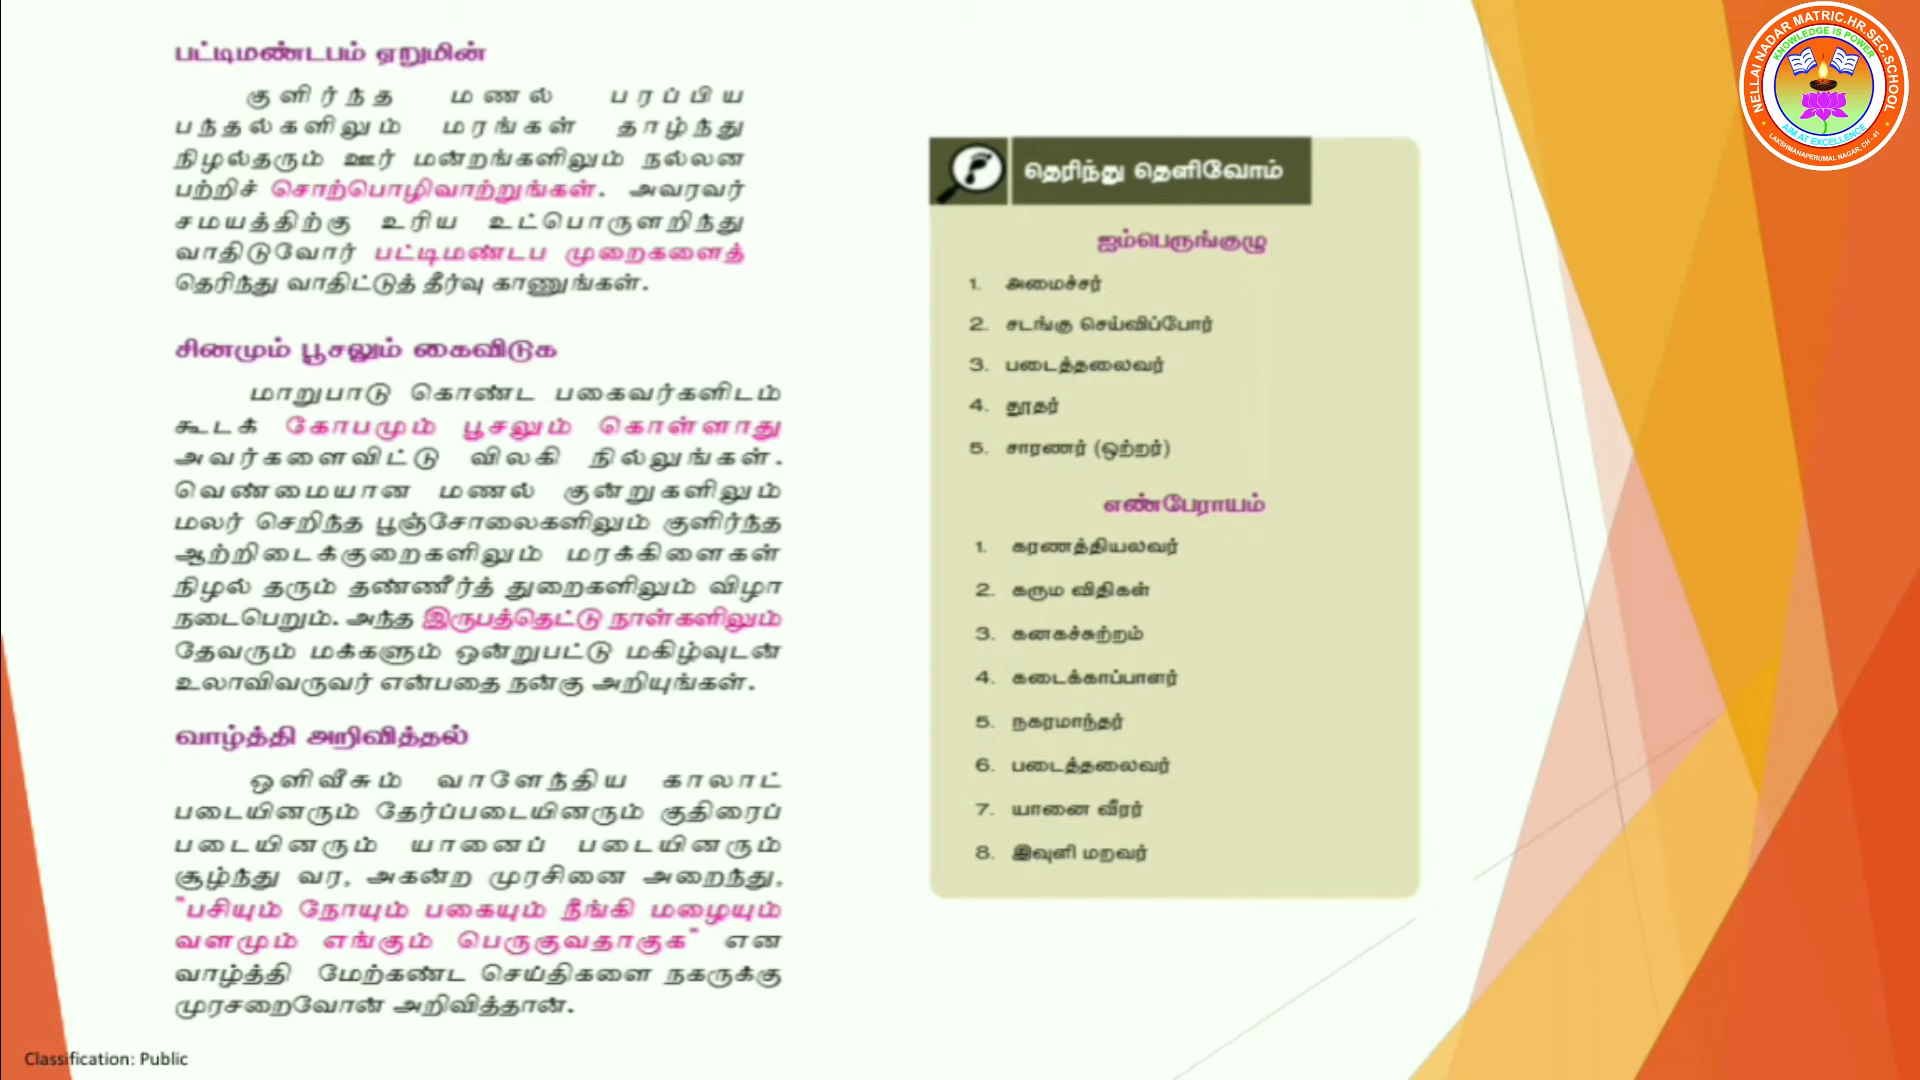 பட்டிமண்டபம் ஏறுமின்
குளிர்ந்த மணல் பரப்பிய
பந்தல்களிலும் மரங்கள் தாழ்ந்து
நிழல்தரும் ஊர் மன்றங்களிலும் நல்லன
பற்றிச் சொற்பொழிவாற்றுங்கள். அவரவர்
சமயத்திற்கு உரிய உட்பொருளறிந்து
வாதிடுவோர் பட்டிமண்டப முறைகளைத்
தெரிந்து வாதிட்டுத் தீர்வு காணுங்கள்.
சினமும் பூசலும் கைவிடுக
மாறுபாடு கொண்ட பகைவர்களிடம்
கூடக் கோபமும் பூசலும் கொள்ளாது
அவர்களைவிட்டு விலகி நில்லுங்கள்.
வெண்மையான மணல் குன்றுகளிலும்
மலர் செறிந்த பூஞ்சோலைகளிலும் குளிர்ந்த
ஆற்றிடைக்குறைகளிலும் மரக்கிளைகள்
நிழல் தரும் தண்ணீர்த் துறைகளிலும் விழா
நடைபெறும். அந்த இருபத்தெட்டு நாள்களிலும்
தேவரும் மக்களும் ஒன்றுபட்டு மகிழ்வுடன்
உலாவிவருவர் என்பதை நன்கு அறியுங்கள்.
வாழ்த்தி அறிவித்தல்
ஒளிவீசும் வாளேந்திய காலாட்
படையினரும் தேர்ப்படையினரும் குதிரைப்
படையினரும் யானைப் படையினரும்
சூழ்ந்து வர, அகன்ற முரசினை அறைந்து,
"பசியும் நோயும் பகையும் நீங்கி மழையும்
வளமும் எங்கும் பெருகுவதாகுக" என
வாழ்த்தி மேற்கண்ட செய்திகளை நகருக்கு
முரசறைவோன் அறிவித்தான்.
தெரிந்து தெளிவோம்
ஐம்பெருங்குழு
1. அமைச்சர்
2. சடங்கு செய்விப்போர்
3. படைத்தலைவர்
4. தூதர்
5. சாரணர் (ஒற்றர்)
எண்பேராயம்
1. கரணத்தியலவர்
2. கரும விதிகள்
3. கனகச்சுற்றம்
4. கடைக்காப்பாளர்
5. நகரமாந்தர்
6. படைத்தலைவர்
7. யானை வீரர்
8. இவுளி மறவர்
NELLAI NADAR MATRIC.HR.SEC.SCHOOL
KNOWLEDGE IS POWER
AIM AT EXCELLENCE
LAKSHMANAPERUMAL NAGAR, CH - 41
Classification: Public